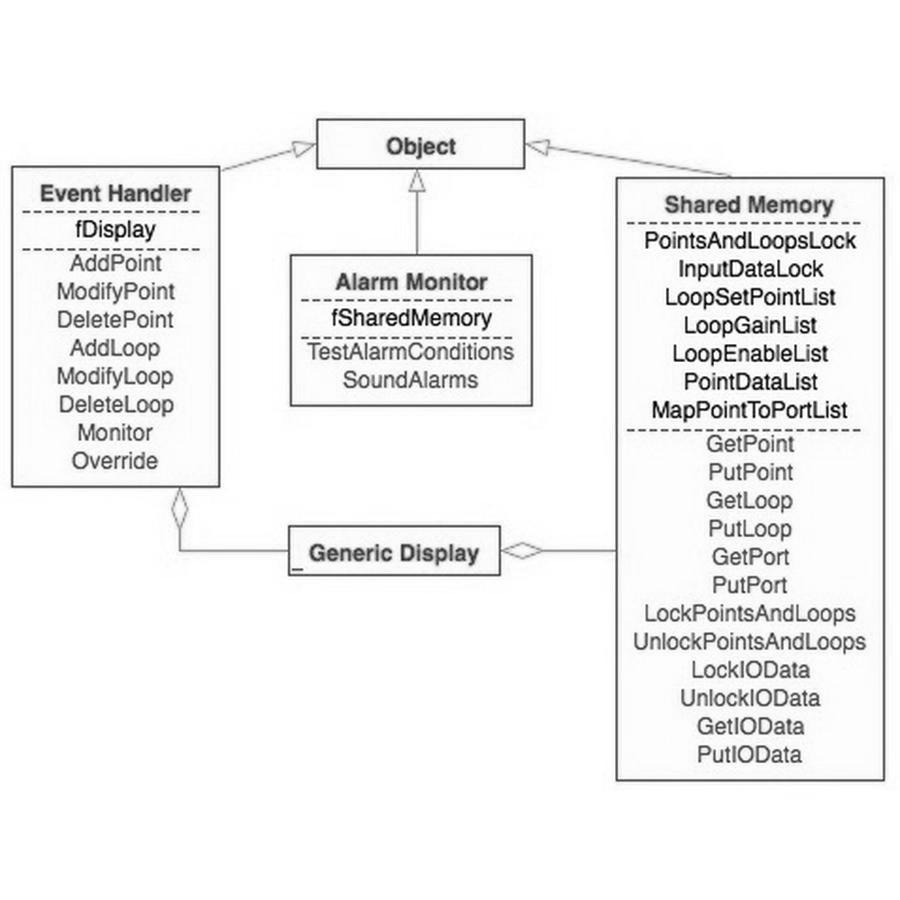 Object
Event Handler
fDisplay
AddPoint
ModifyPoint
DeletePoint
AddLoop
ModifyLoop
DeleteLoop
Monitor
Override
Alarm Monitor
fSharedMemory
TestAlarmConditions
SoundAlarms
Shared Memory
PointsAndLoopsLock
InputDataLock
LoopSetPointList
LoopGainList
LoopEnableList
PointDataList
MapPointToPortList
GetPoint
PutPoint
GetLoop
PutLoop
GetPort
PutPort
LockPointsAndLoops
UnlockPointsAndLoops
LockIOData
UnlockIOData
GetIOData
PutIOData
_ Generic Display